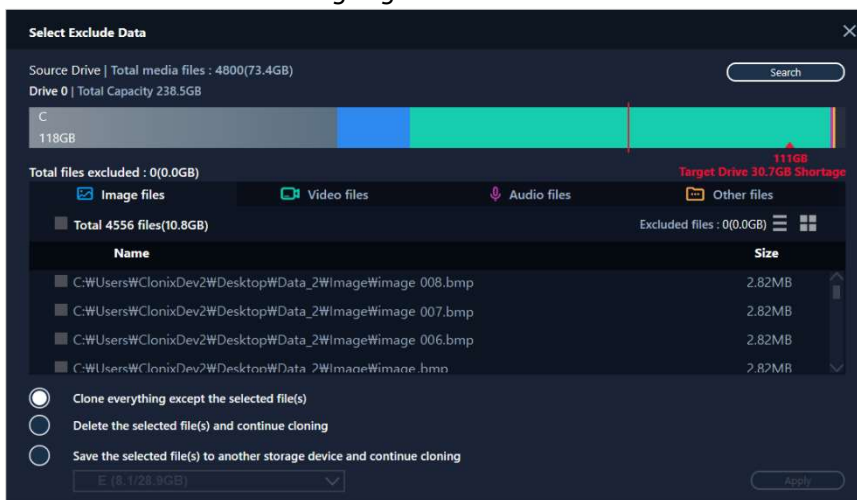 Select Exclude Data
Source Drive | Total media files : 4800(73.4GB)
Search
Drive 0 | Total Capacity 238.5GB
C
118GB
111GB
Total files excluded : 0(0.0GB)
Target Drive 30.7GB Shortage
Image files
Video files
Audio files
Other files
Total 4556 files(10.8GB)
Excluded files : 0(0.0GB)
Name
Size
C:₩Users₩ClonixDev2₩Desktop₩Data_2₩Image₩image 008.bmp
2.82MB
C:₩Users₩ClonixDev2₩Desktop₩Data_2₩Image₩image 007.bmp
2.82MB
C:₩Users₩ClonixDev2₩Desktop₩Data_2₩Image₩image 006.bmp
2.82MB
C:₩Users₩ClonixDev2₩Desktop₩Data_2₩Image₩image.bmp
2.82MB
Clone everything except the selected file(s)
Delete the selected file(s) and continue cloning
Save the selected file(s) to another storage device and continue cloning
E (8.1/28.9GB)
Apply